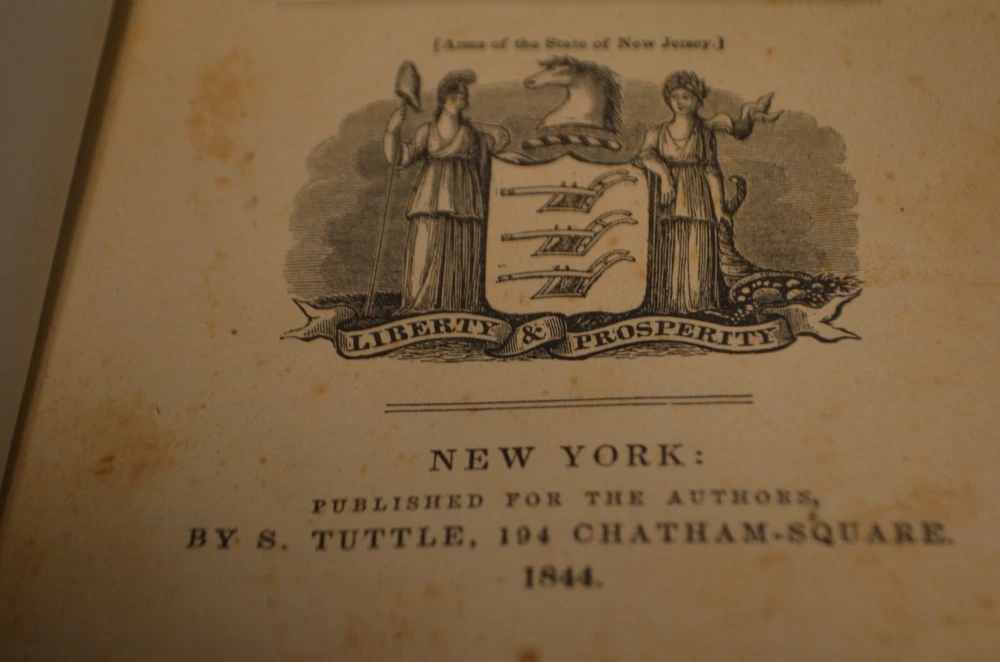 [Arms of the State of New Jersey.]
LIBERTY & PROSPERITY
NEW YORK:
PUBLISHED FOR THE AUTHORS,
BY S. TUTTLE, 194 CHATHAM-SQUARE.
1844.